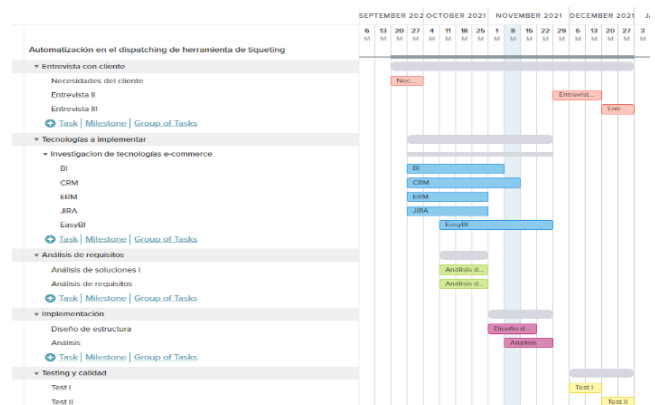 SEPTEMBER 202 OCTOBER 2021 NOVEMBER 2021 DECEMBER 2021 JA
6 13 20 27 4 11 18 25 1 8 15 22 29 6 13 20 27 3
M M M M M M M M M M M M M M M M M M
Automatización en el dispatching de herramienta de tiqueting
Entrevista con cliente
Necesidades del cliente Nec...
Entrevista II Entrevist...
Entrevista III Entr...
Task | Milestone | Group of Tasks
Tecnologías a implementar
Investigacion de tecnologías e-commerce
BI BI
CRM CRM
ERM ERM
JIRA JIRA
EasyBI EasyBI
Task | Milestone | Group of Tasks
Análisis de requisitos
Análisis de soluciones I Análisis d...
Análisis de requisitos Análisis d...
Task | Milestone | Group of Tasks
Implementación
Diseño de estructura Diseño d...
Análisis Análisis
Task | Milestone | Group of Tasks
Testing y calidad
Test I Test I
Test II Test II